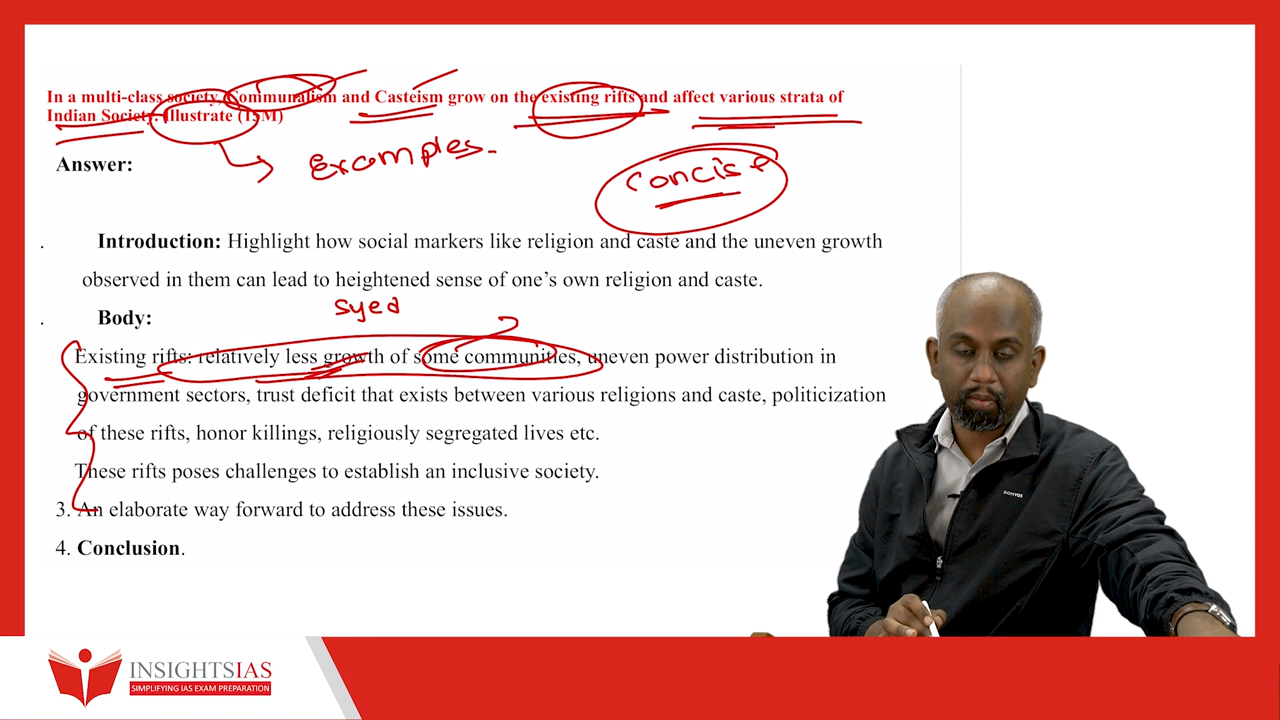 In a multi-class society, Communalism and Casteism grow on the existing rifts and affect various strata of
Indian Society. Illustrate (15M)
Examples.
Answer:
Concise
. Introduction: Highlight how social markers like religion and caste and the uneven growth
observed in them can lead to heightened sense of one's own religion and caste.
Syed
. Body:
Existing rifts: relatively less growth of some communities, uneven power distribution in
government sectors, trust deficit that exists between various religions and caste, politicization
of these rifts, honor killings, religiously segregated lives etc.
These rifts poses challenges to establish an inclusive society.
3. An elaborate way forward to address these issues.
4. Conclusion.
INSIGHTSIAS
SIMPLIFYING IAS EXAM PREPARATION